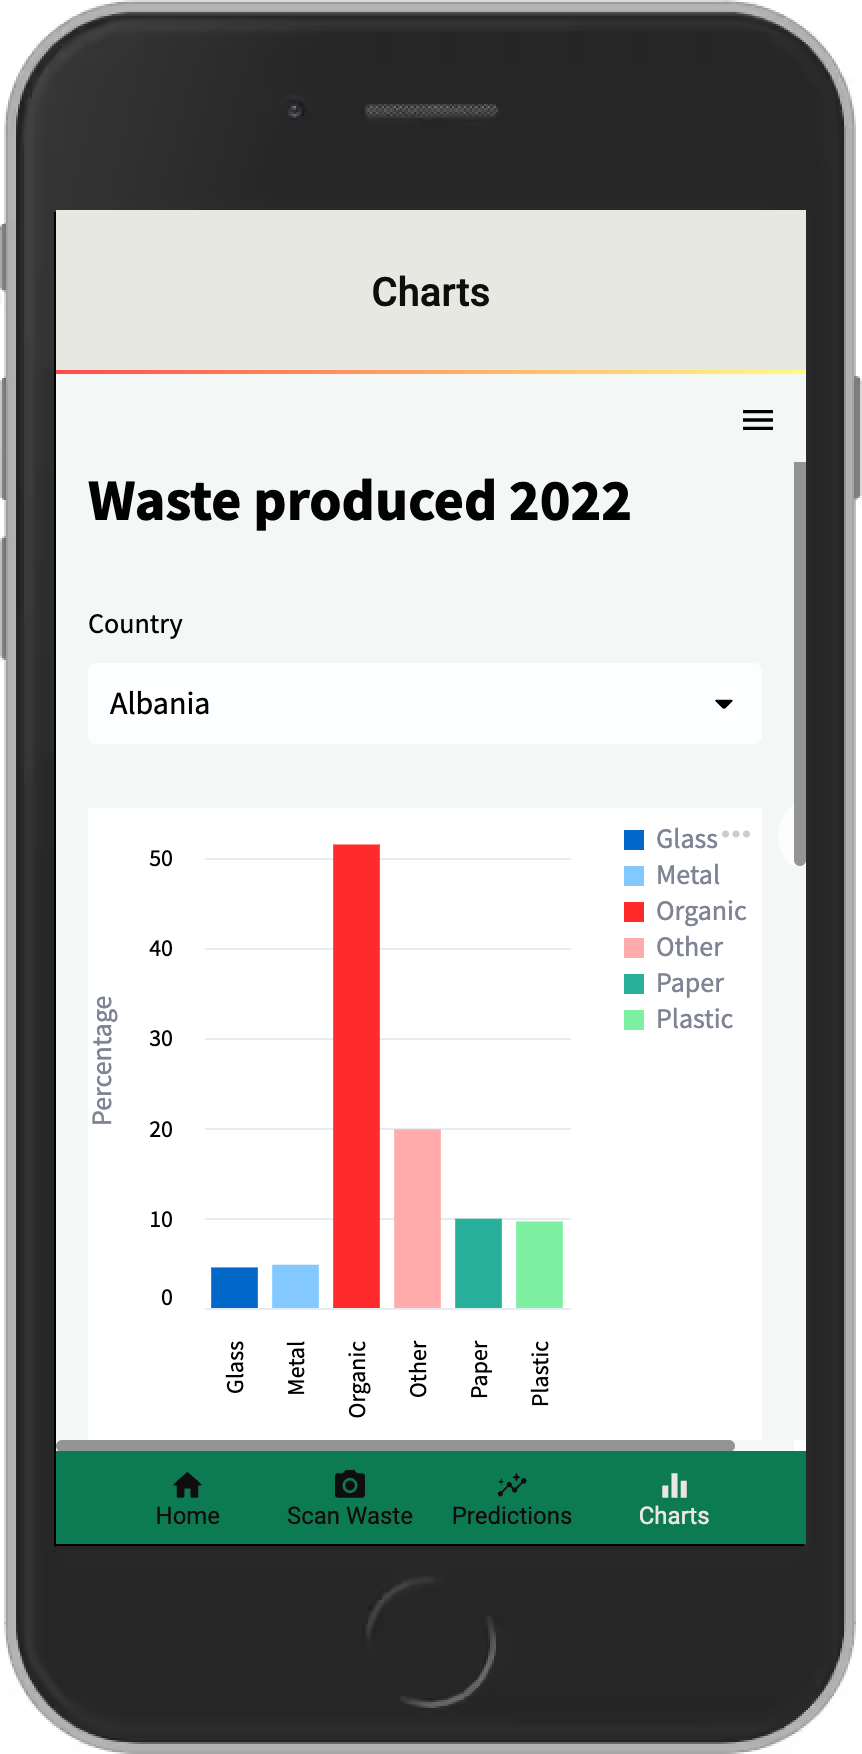 Charts
Waste produced 2022
Country
Albania
Glass
Metal
Organic
Other
Paper
Plastic
Percentage
50
40
30
20
10
0
Glass
Metal
Organic
Other
Paper
Plastic
Home
Scan Waste
Predictions
Charts